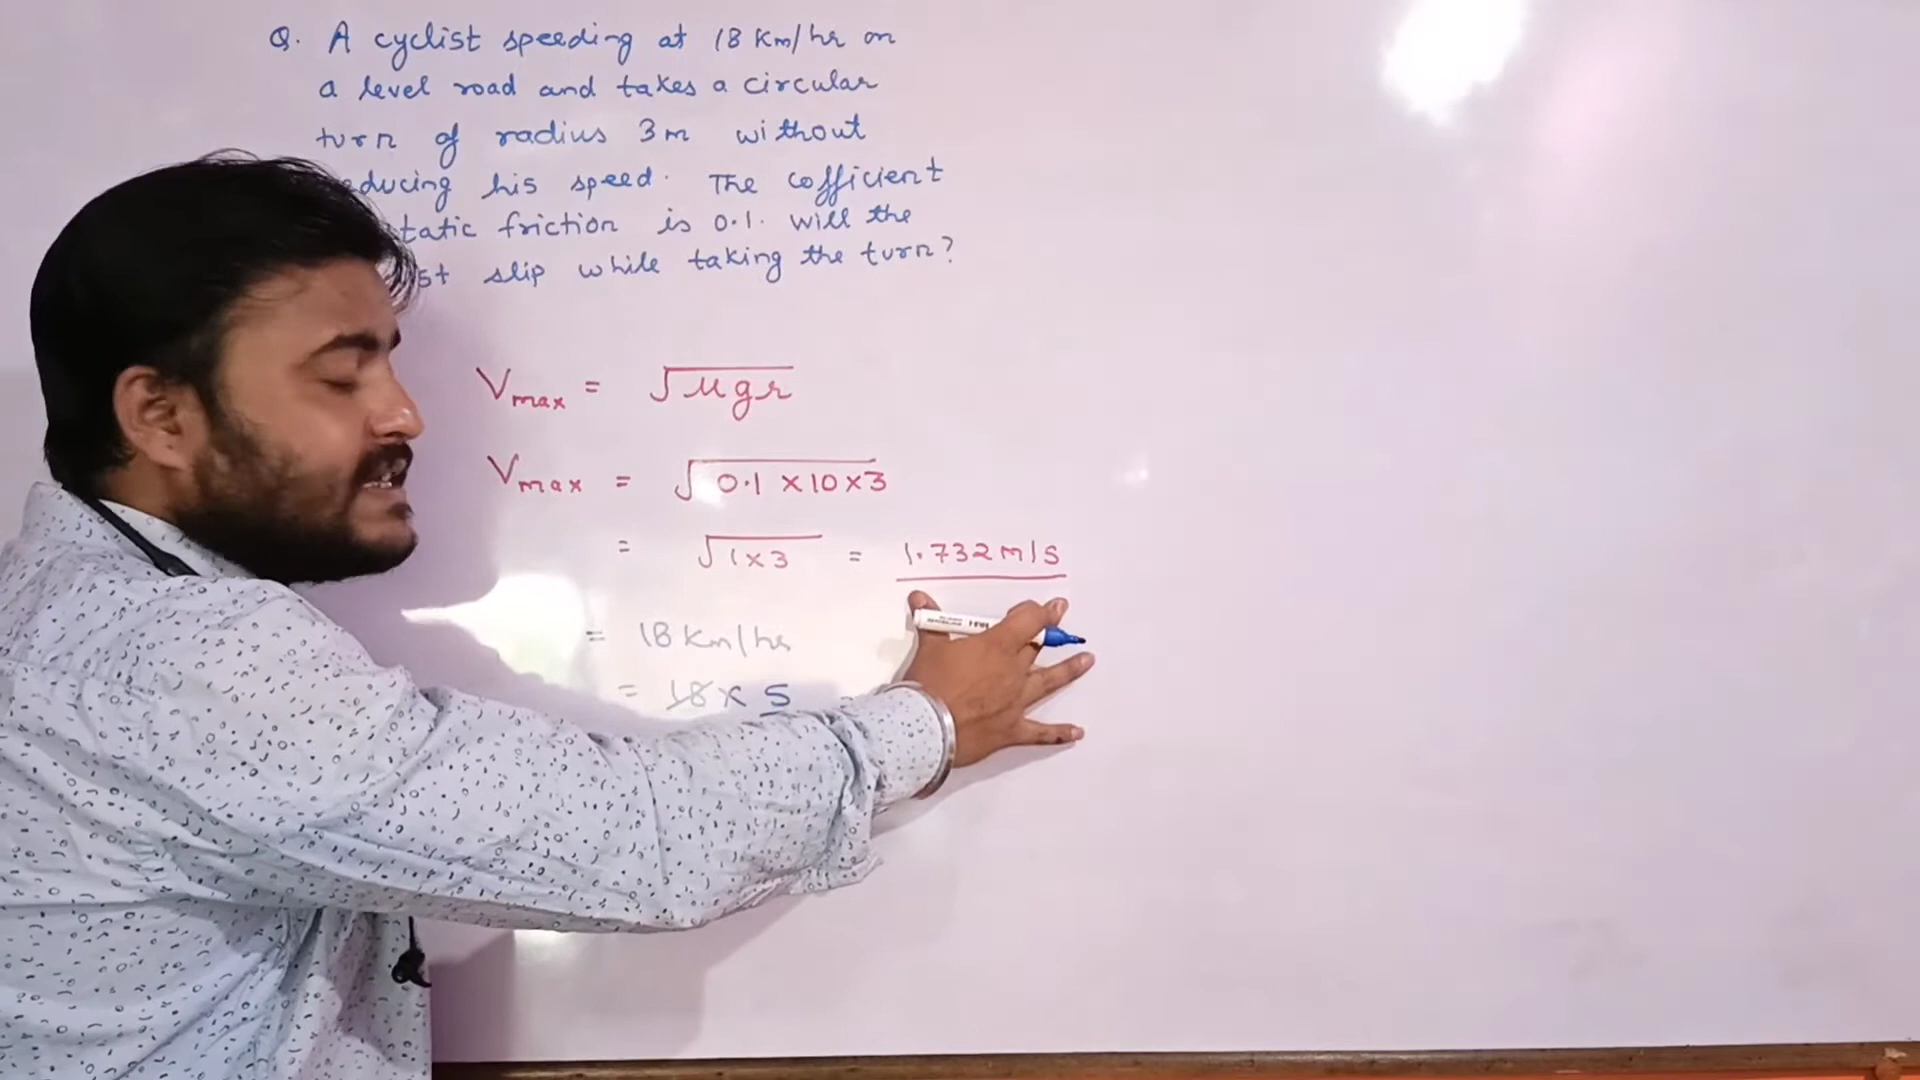 Q. A cyclist speeding at 18 Km/hr on
a level road and takes a circular
turn of radius 3m without
educing his speed. The cofficient
tatic friction is 0.1. will the
st slip while taking the turn?
Vmax = √μgr
Vmax = √0.1 × 10 × 3
= √1 × 3 = 1.732 m/s
= 18 km/hr
= 18 × 5 =